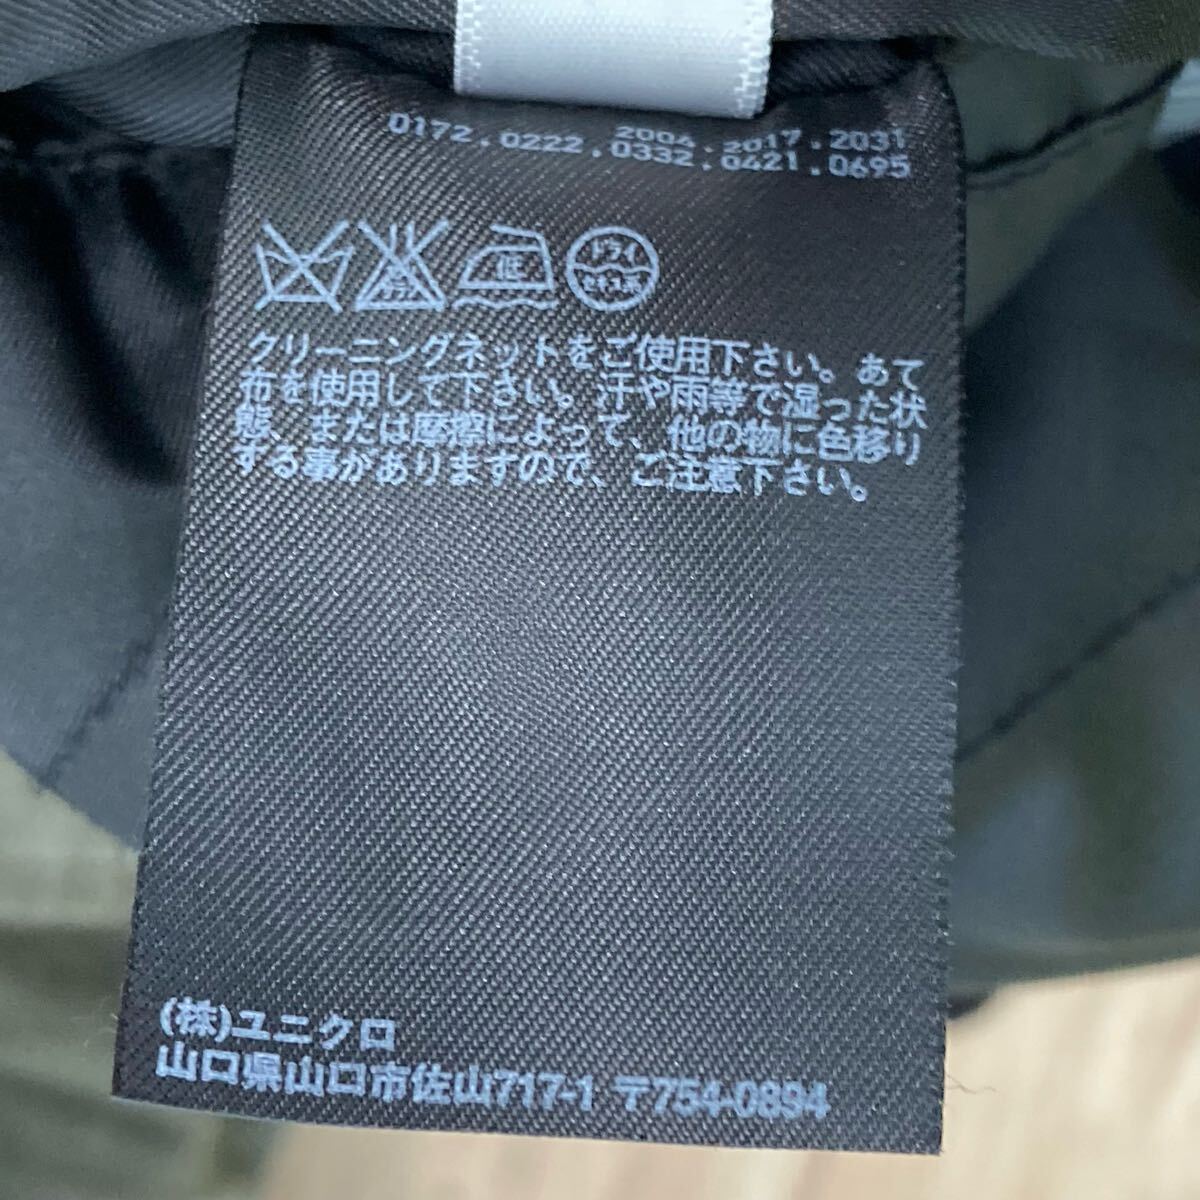 2004.2017.2031
0172.0222.0332.0421.0695
低 ドライ
セキユ系
クリーニングネットをご使用下さい。あて
布を使用して下さい。汗や雨等で湿った状
態、または摩擦によって、他の物に色移り
する事がありますので、ご注意下さい。
(株)ユニクロ
山口県山口市佐山717-1 〒754-0894